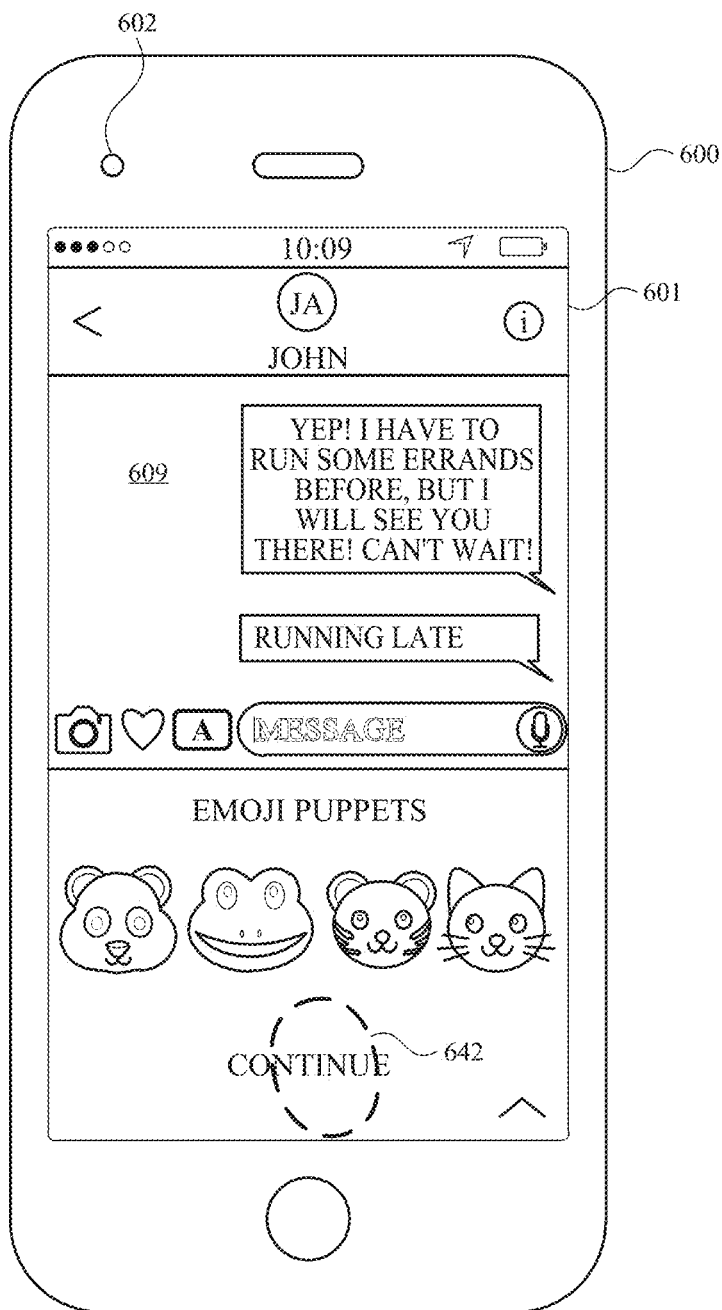 602
600
10:09
601
JA
i
JOHN
YEP! I HAVE TO
RUN SOME ERRANDS
BEFORE, BUT I
WILL SEE YOU
THERE! CAN'T WAIT!
609
RUNNING LATE
A
MESSAGE
EMOJI PUPPETS
CONTINUE
642